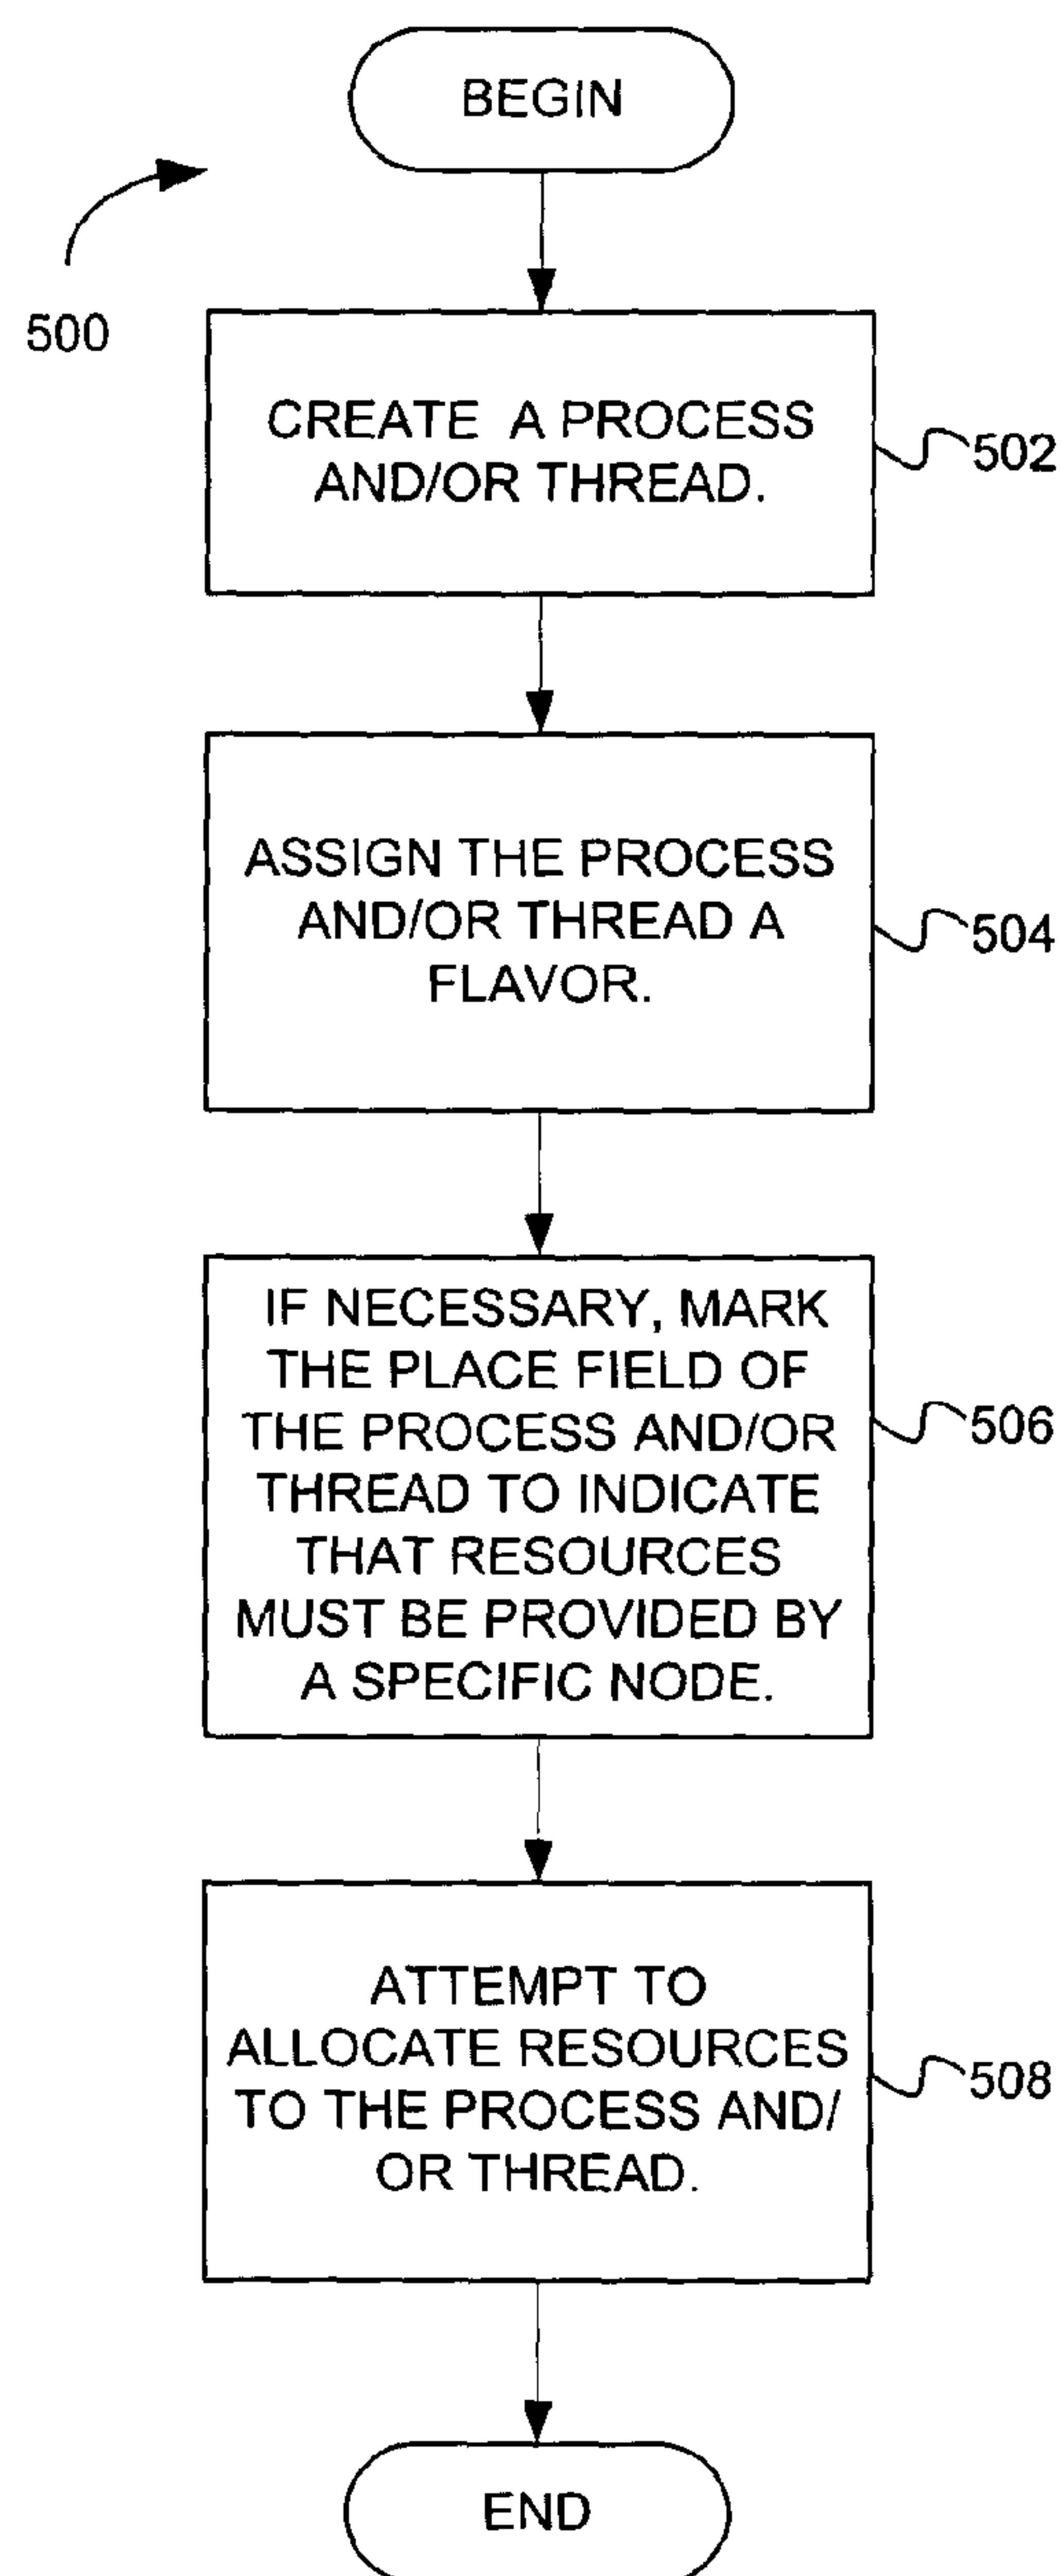 BEGIN
500
CREATE A PROCESS
AND/OR THREAD.
502
ASSIGN THE PROCESS
AND/OR THREAD A
FLAVOR.
504
IF NECESSARY, MARK
THE PLACE FIELD OF
THE PROCESS AND/OR
THREAD TO INDICATE
THAT RESOURCES
MUST BE PROVIDED BY
A SPECIFIC NODE.
506
ATTEMPT TO
ALLOCATE RESOURCES
TO THE PROCESS AND/
OR THREAD.
508
END